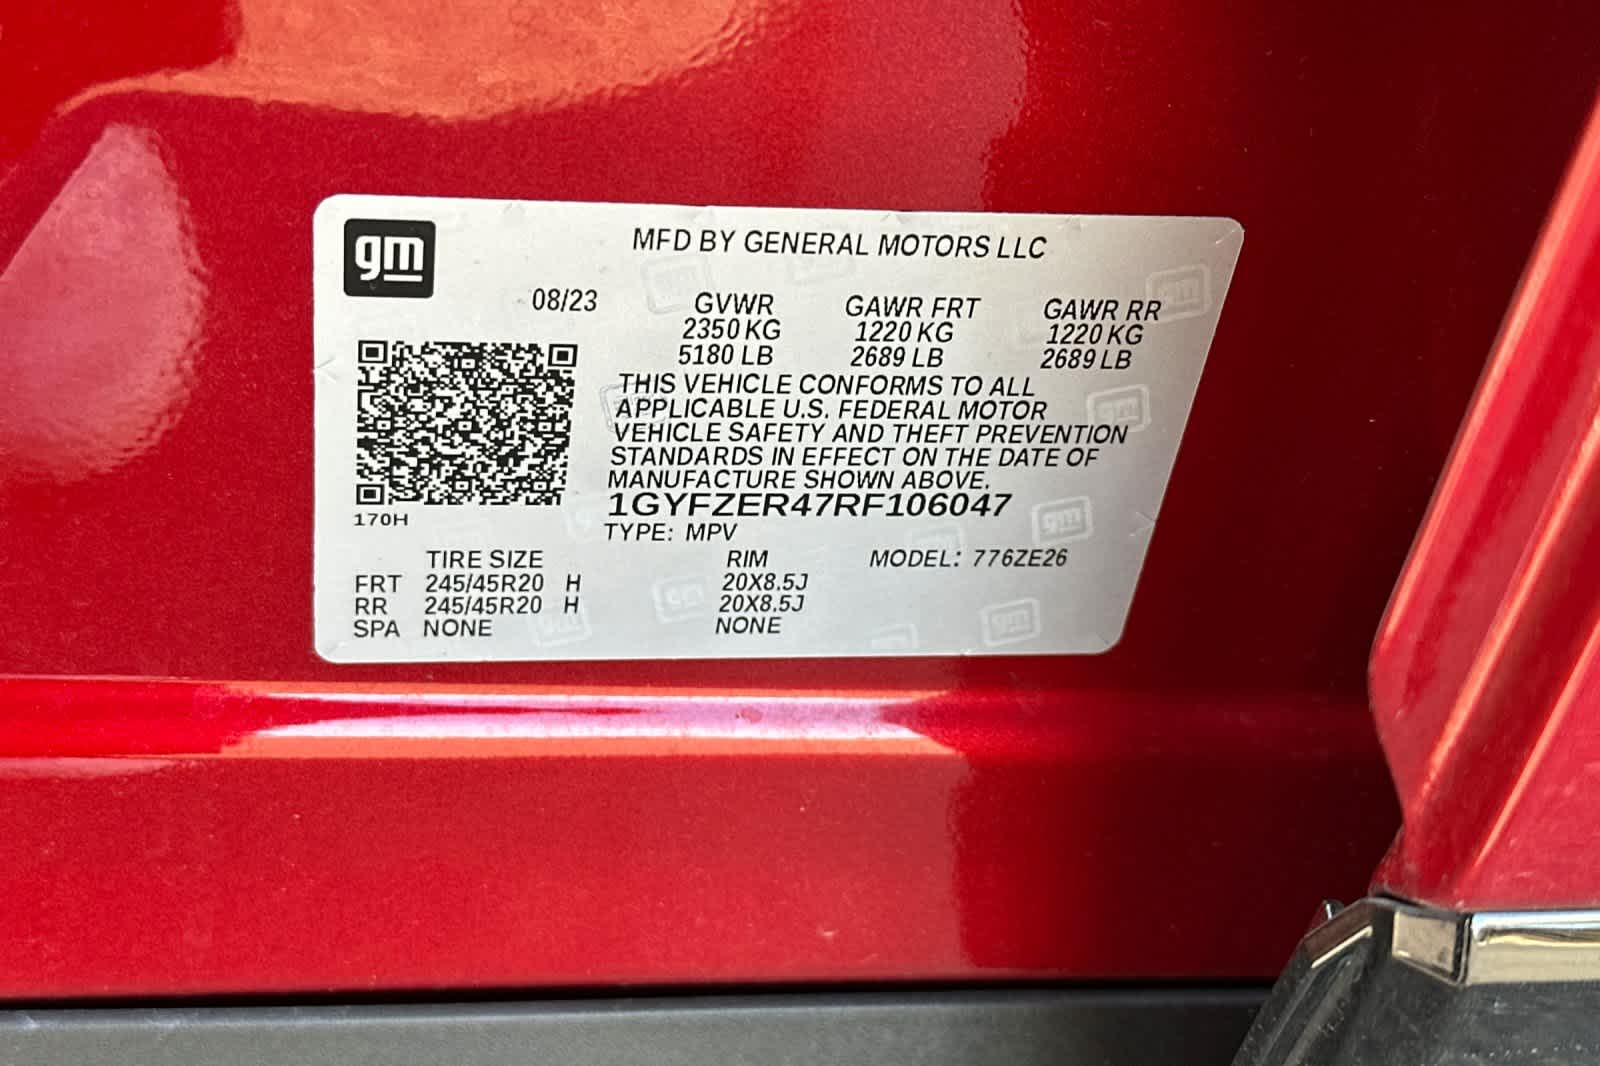 gm
MFD BY GENERAL MOTORS LLC
08/23 GVWR GAWR FRT GAWR RR
2350 KG 1220 KG 1220 KG
5180 LB 2689 LB 2689 LB
THIS VEHICLE CONFORMS TO ALL
APPLICABLE U.S. FEDERAL MOTOR
VEHICLE SAFETY AND THEFT PREVENTION
STANDARDS IN EFFECT ON THE DATE OF
MANUFACTURE SHOWN ABOVE.
1GYFZER47RF106047
170H
TYPE: MPV
TIRE SIZE RIM MODEL: 776ZE26
FRT 245/45R20 H 20X8.5J
RR 245/45R20 H 20X8.5J
SPA NONE NONE